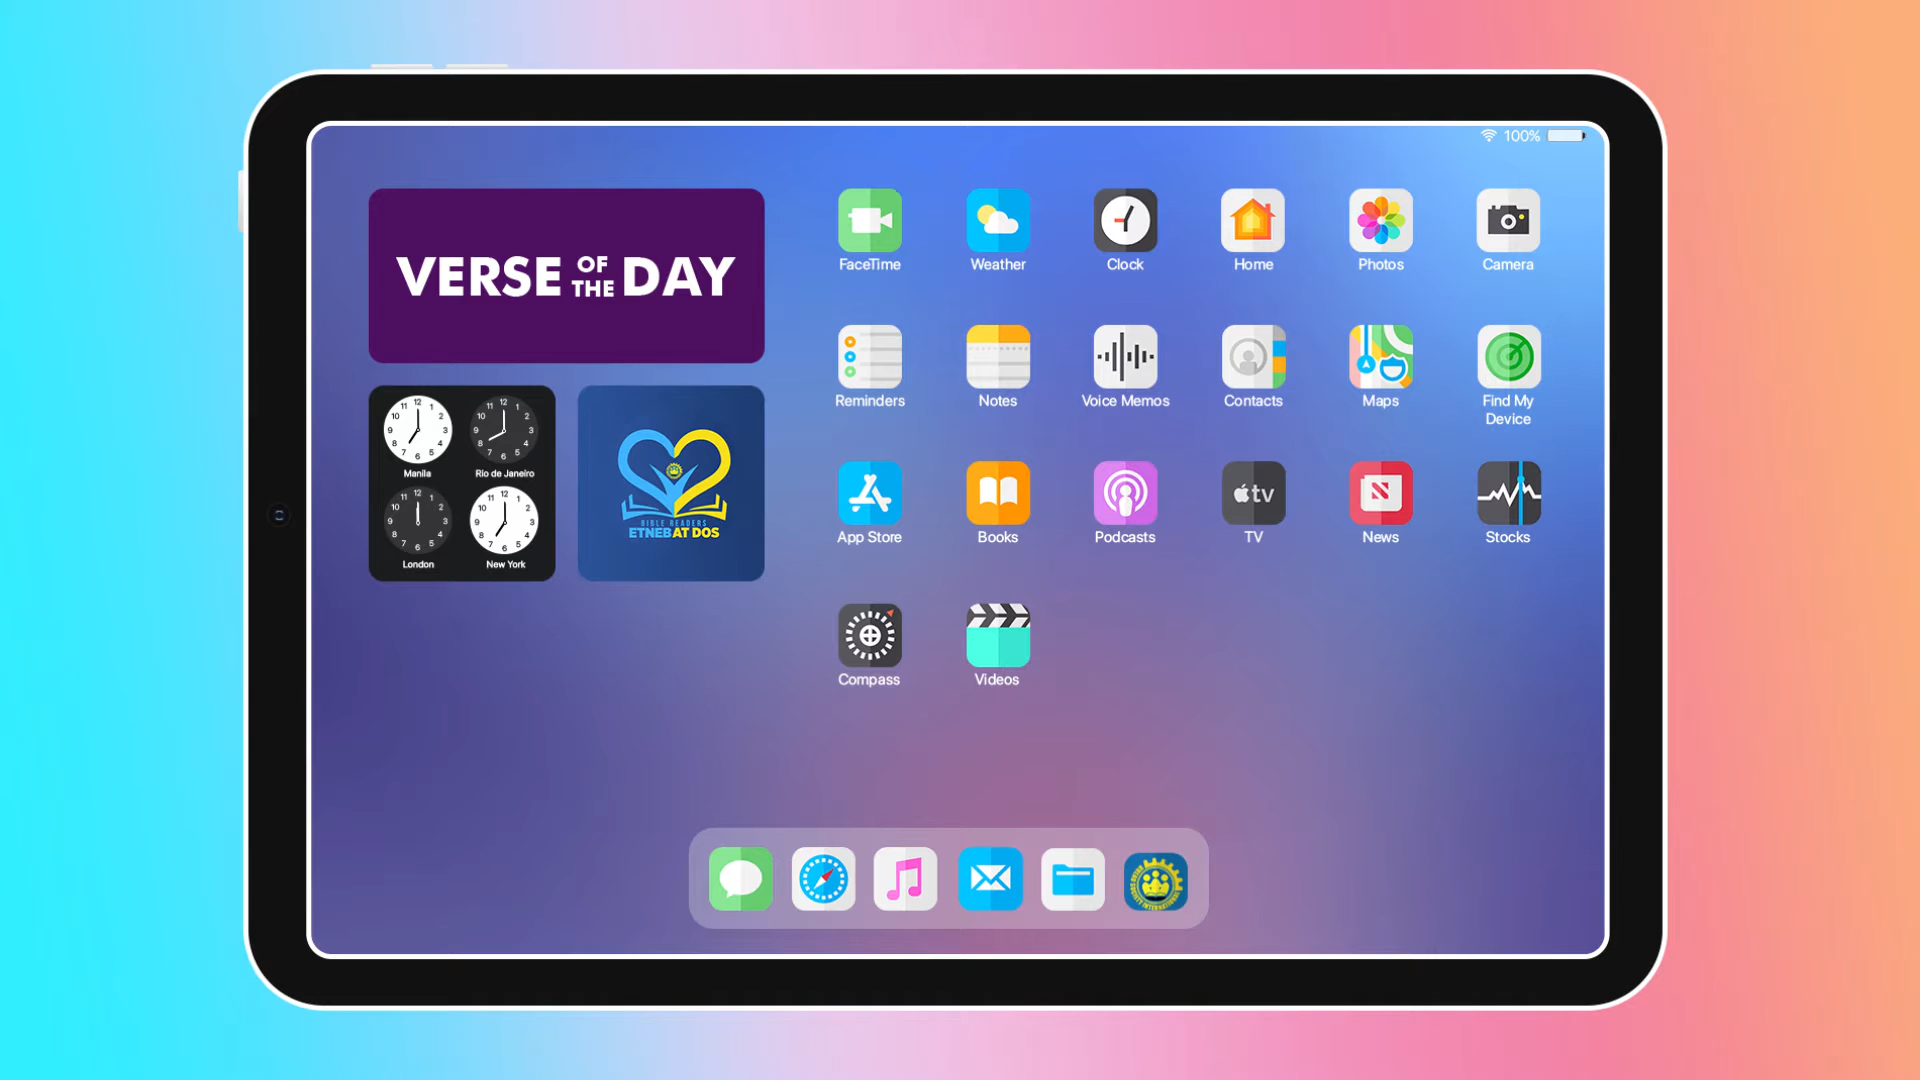 100%
VERSE OF THE DAY
Manila
Rio de Janeiro
London
New York
BIBLE READERS
ETNEBAT DOS
FaceTime
Weather
Clock
Home
Photos
Camera
Reminders
Notes
Voice Memos
Contacts
Maps
Find My
Device
App Store
Books
Podcasts
tv
TV
News
Stocks
Compass
Videos